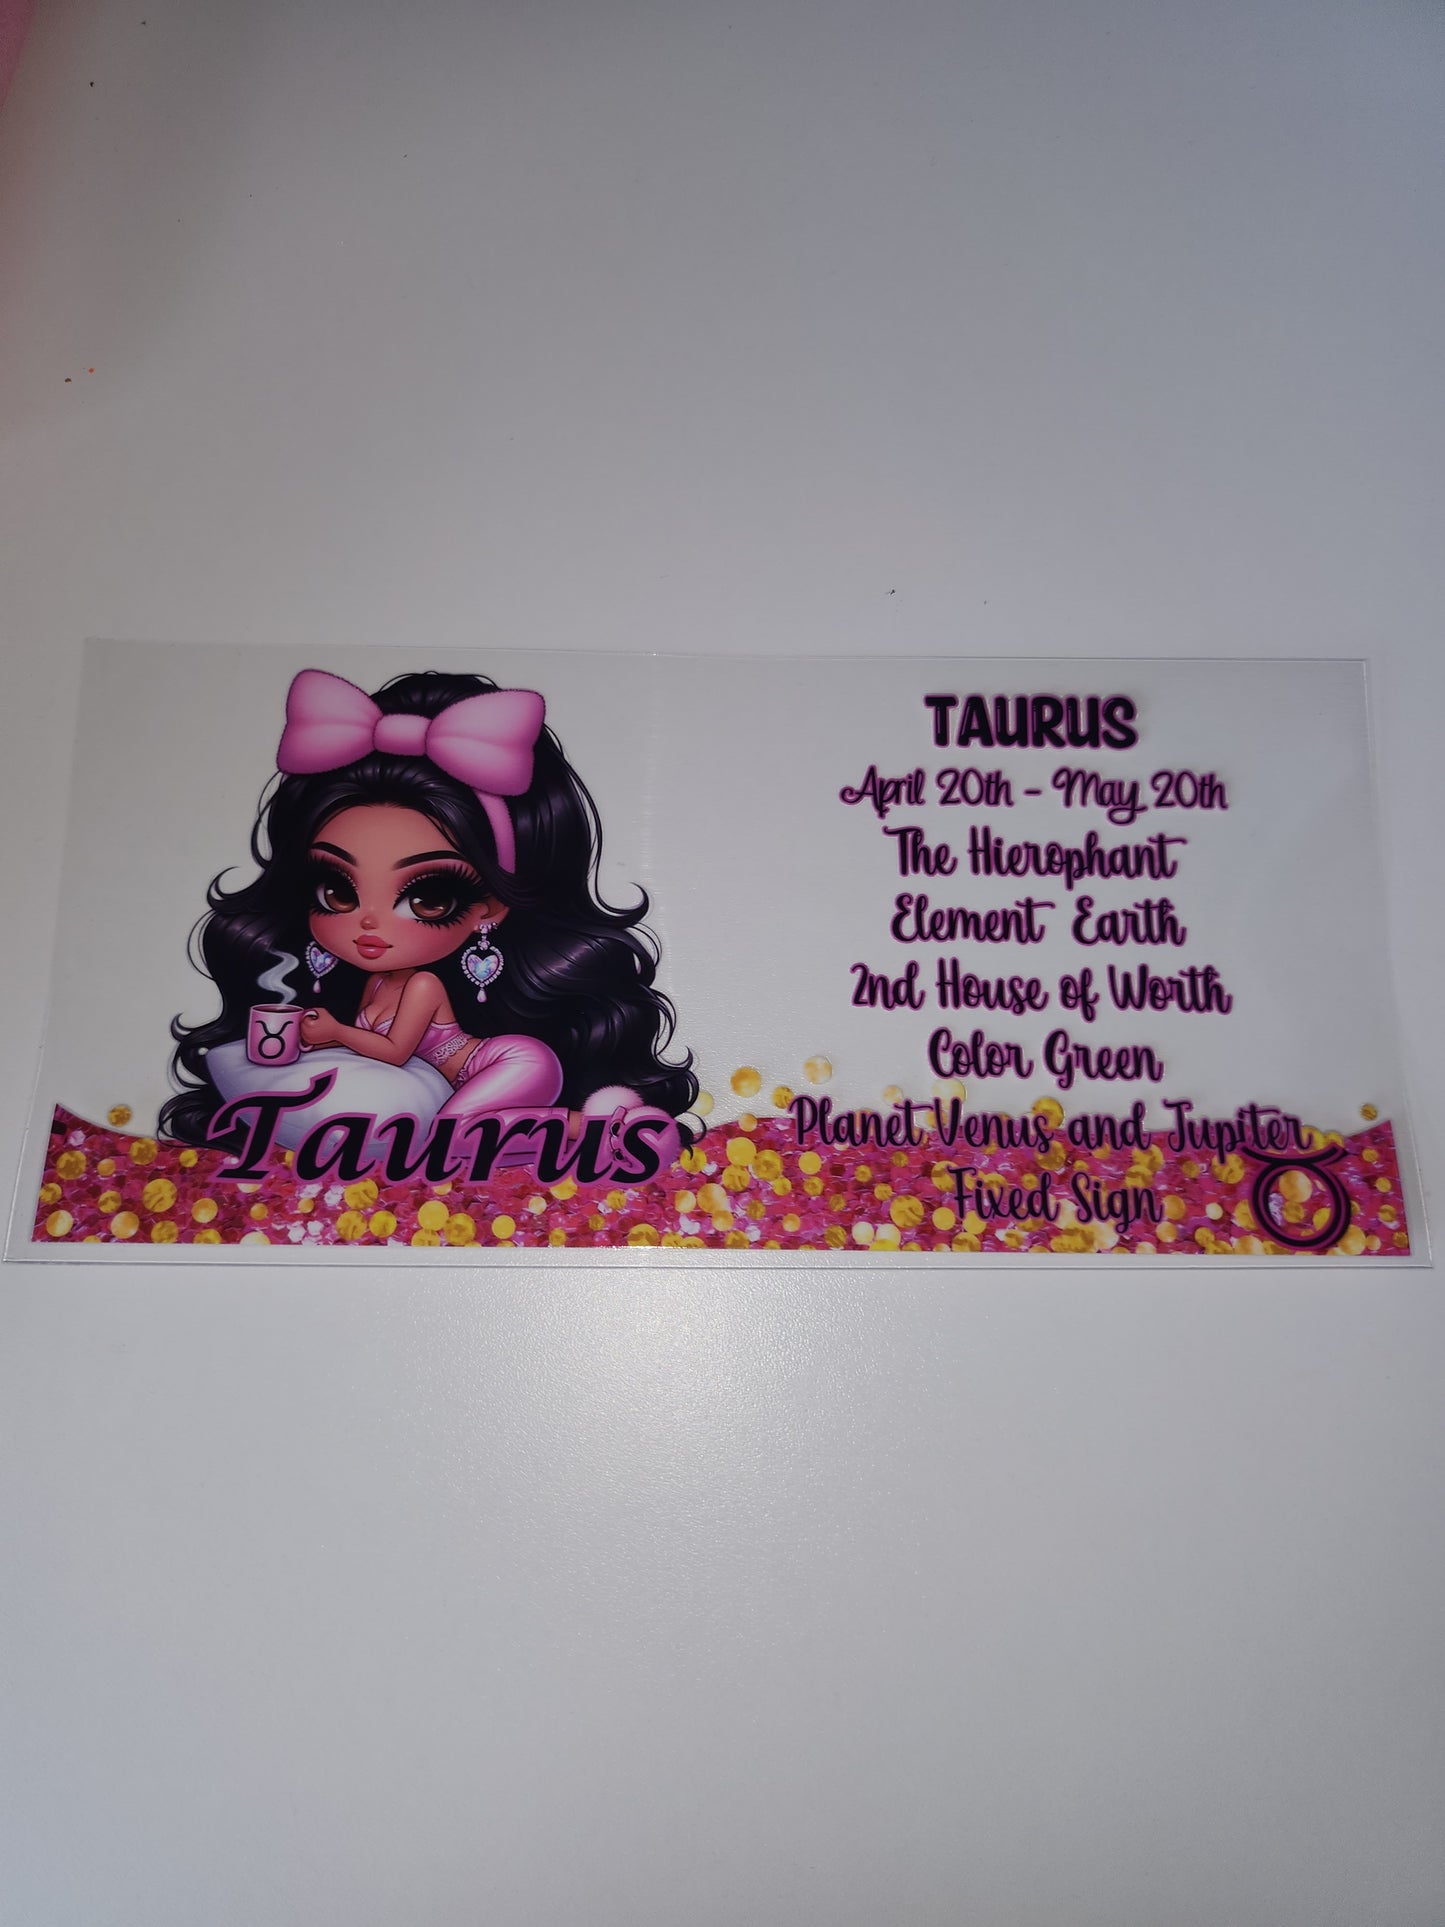 Taurus
TAURUS
April 20th - May 20th
The Hierophant
Element Earth
2nd House of Worth
Color Green
Planet Venus and Jupiter
Fixed Sign